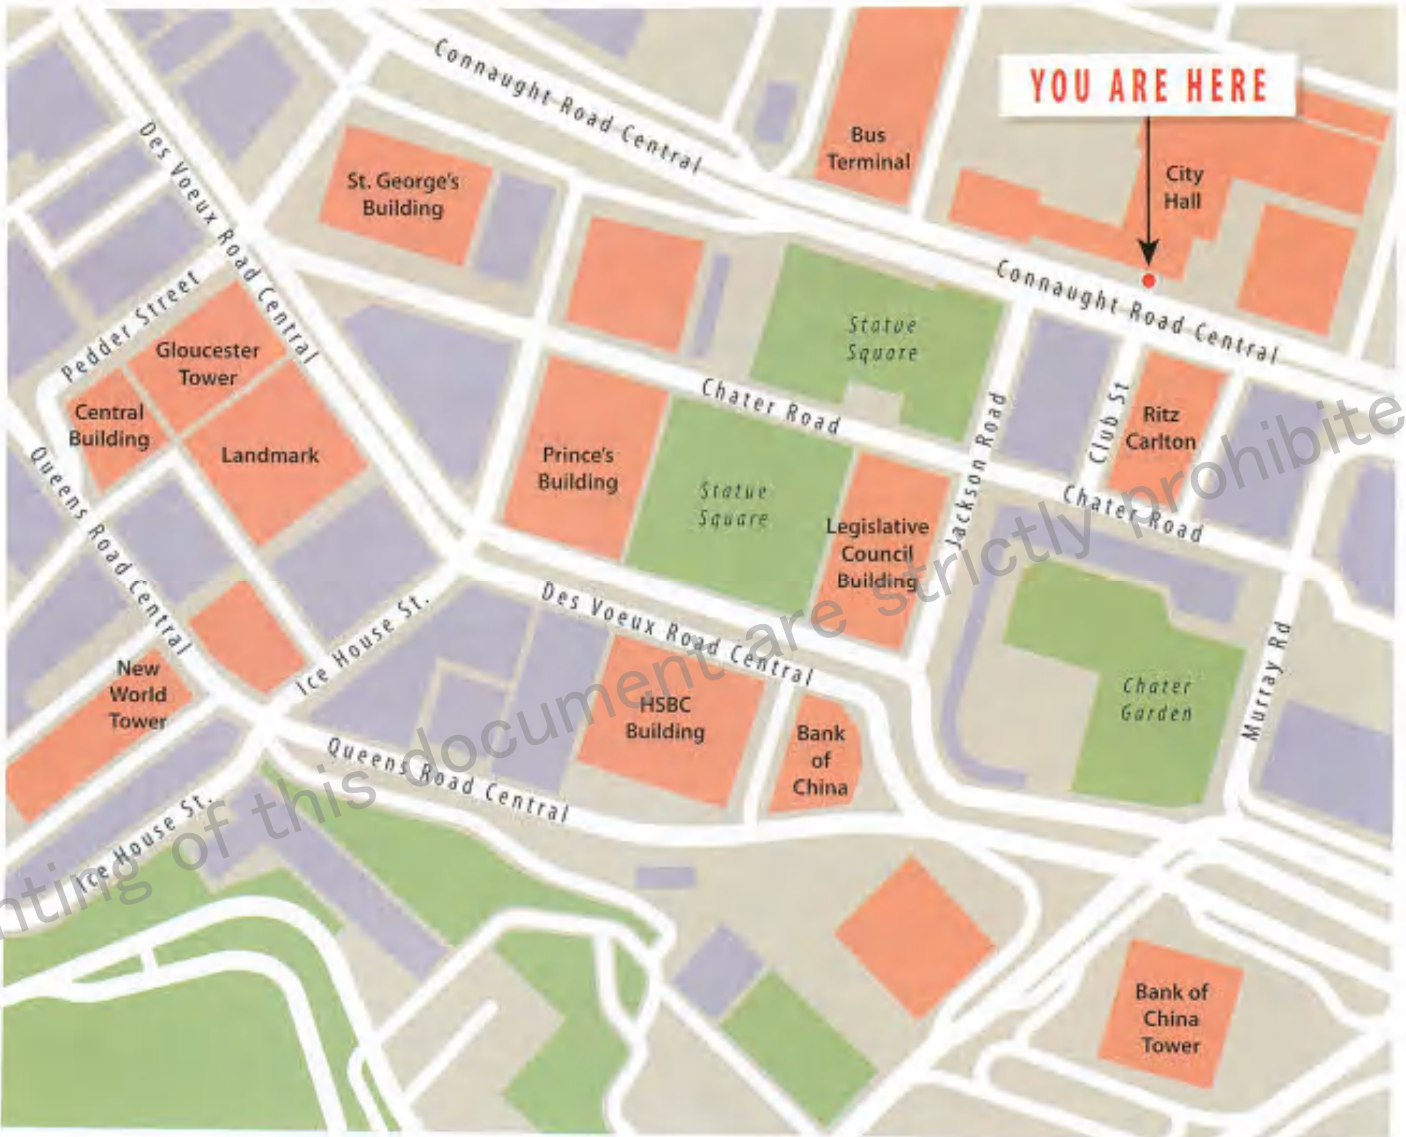 Connaught Road Central
YOU ARE HERE
Bus
Terminal
City
Hall
Des Voeux Road Central
St. George's
Building
Connaught Road Central
Pedder Street
Statue
Square
Gloucester
Tower
Central
Building
Landmark
Chater Road
Jackson Road
Club St
Ritz
Carlton
Prince's
Building
Statue
Square
Legislative
Council
Building
Chater Road
Queens Road Central
Ice House St.
Des Voeux Road Central
New
World
Tower
HSBC
Building
Bank
of
China
Chater
Garden
Murray Rd
Queens Road Central
Ice House St.
Bank of
China
Tower
nting of this document are strictly prohibite